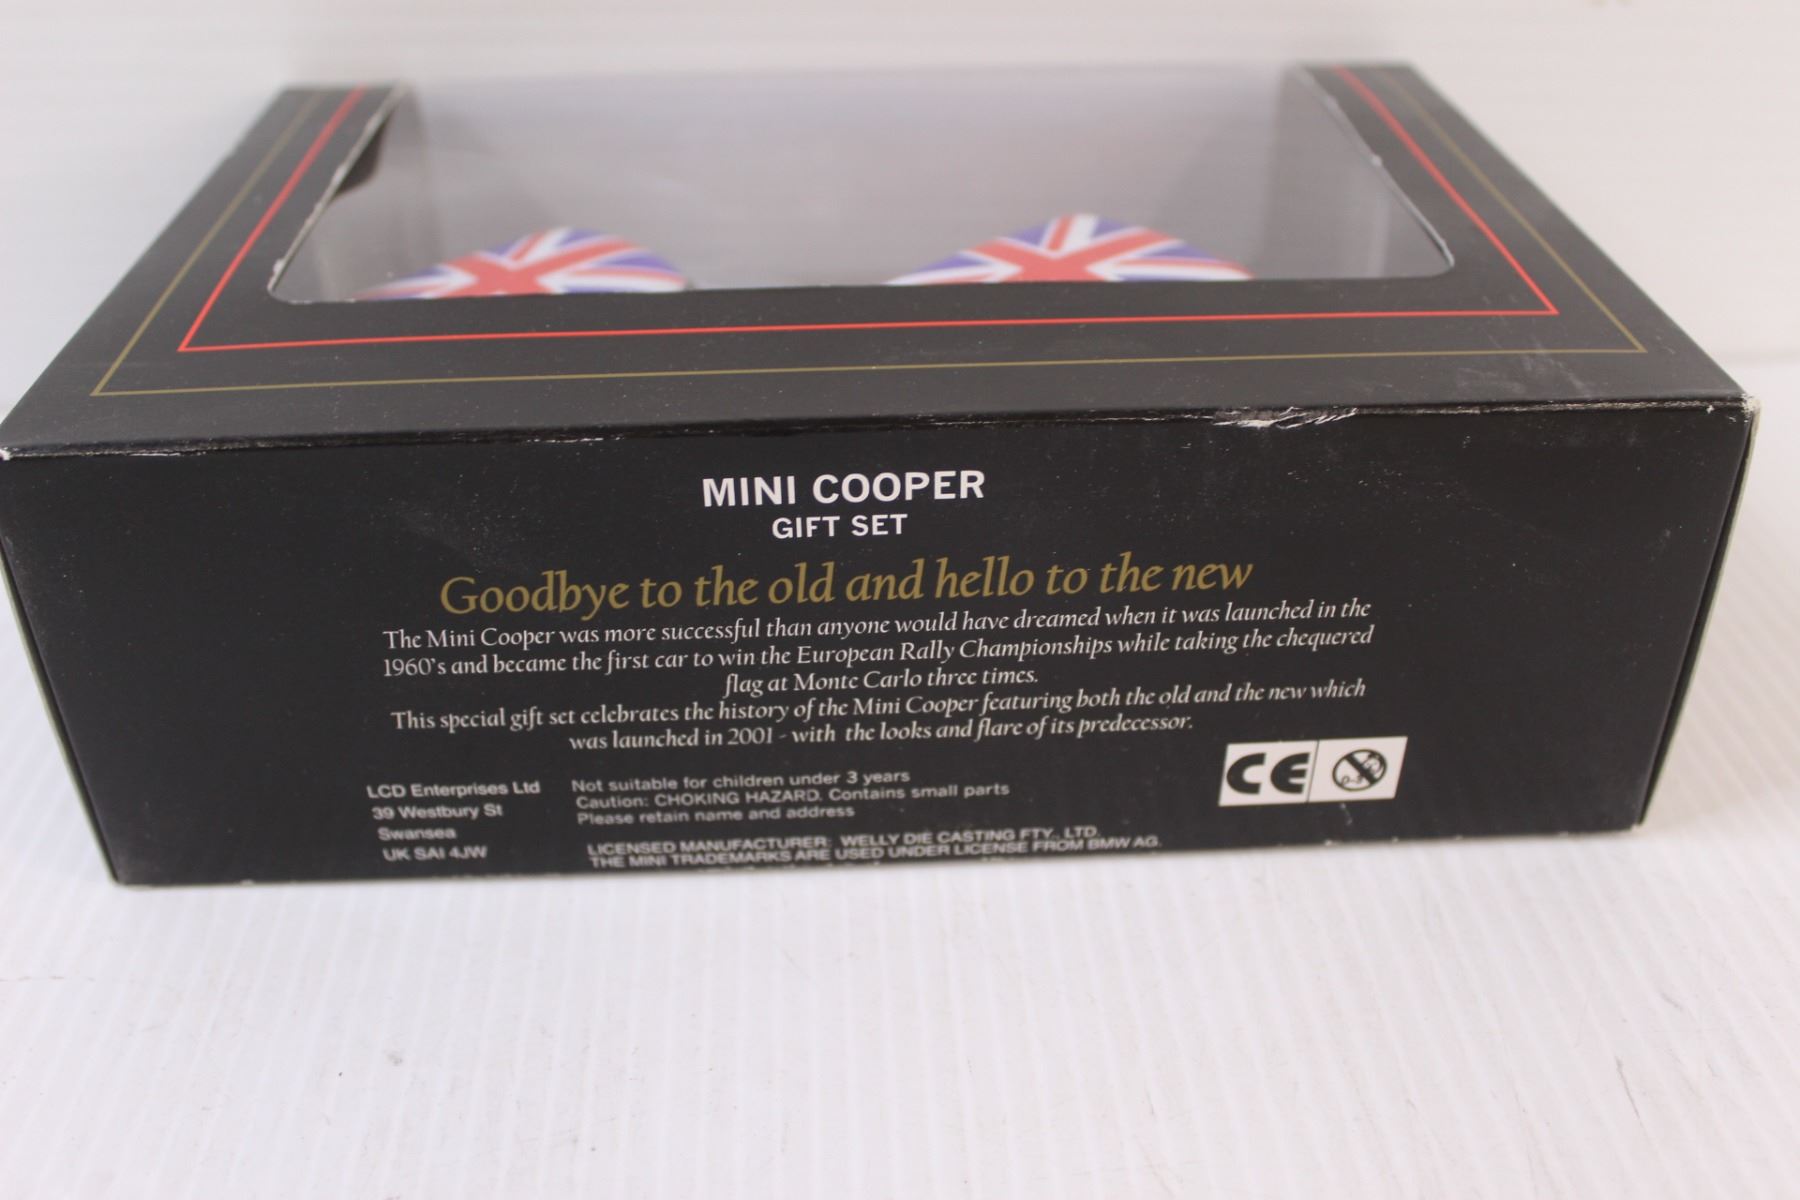 MINI COOPER
GIFT SET
Goodbye to the old and hello to the new
The Mini Cooper was more successful than anyone would have dreamed when it was launched in the
1960's and became the first car to win the European Rally Championships while taking the chequered
flag at Monte Carlo three times.
This special gift set celebrates the history of the Mini Cooper featuring both the old and the new which
was launched in 2001 - with the looks and flare of its predecessor.
LCD Enterprises Ltd
39 Westbury St
Swansea
UK SA1 4JW
Not suitable for children under 3 years
Caution: CHOKING HAZARD. Contains small parts
Please retain name and address
LICENSED MANUFACTURER: WELLY DIE CASTING FTY., LTD.
THE MINI TRADEMARKS ARE USED UNDER LICENSE FROM BMW AG.
CE
0-3